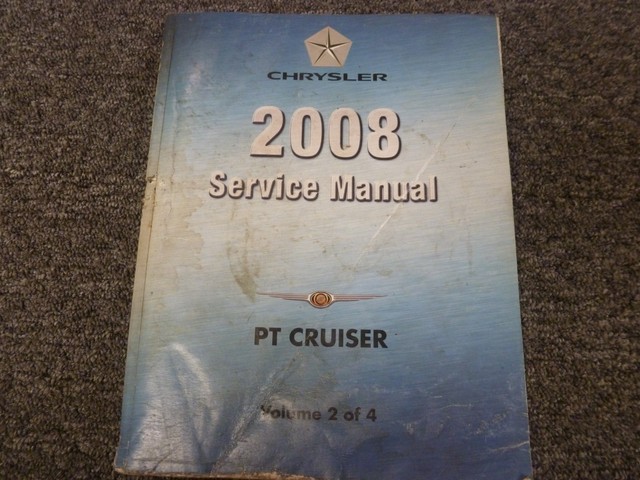 CHRYSLER
2008
Service Manual
PT CRUISER
Volume 2 of 4